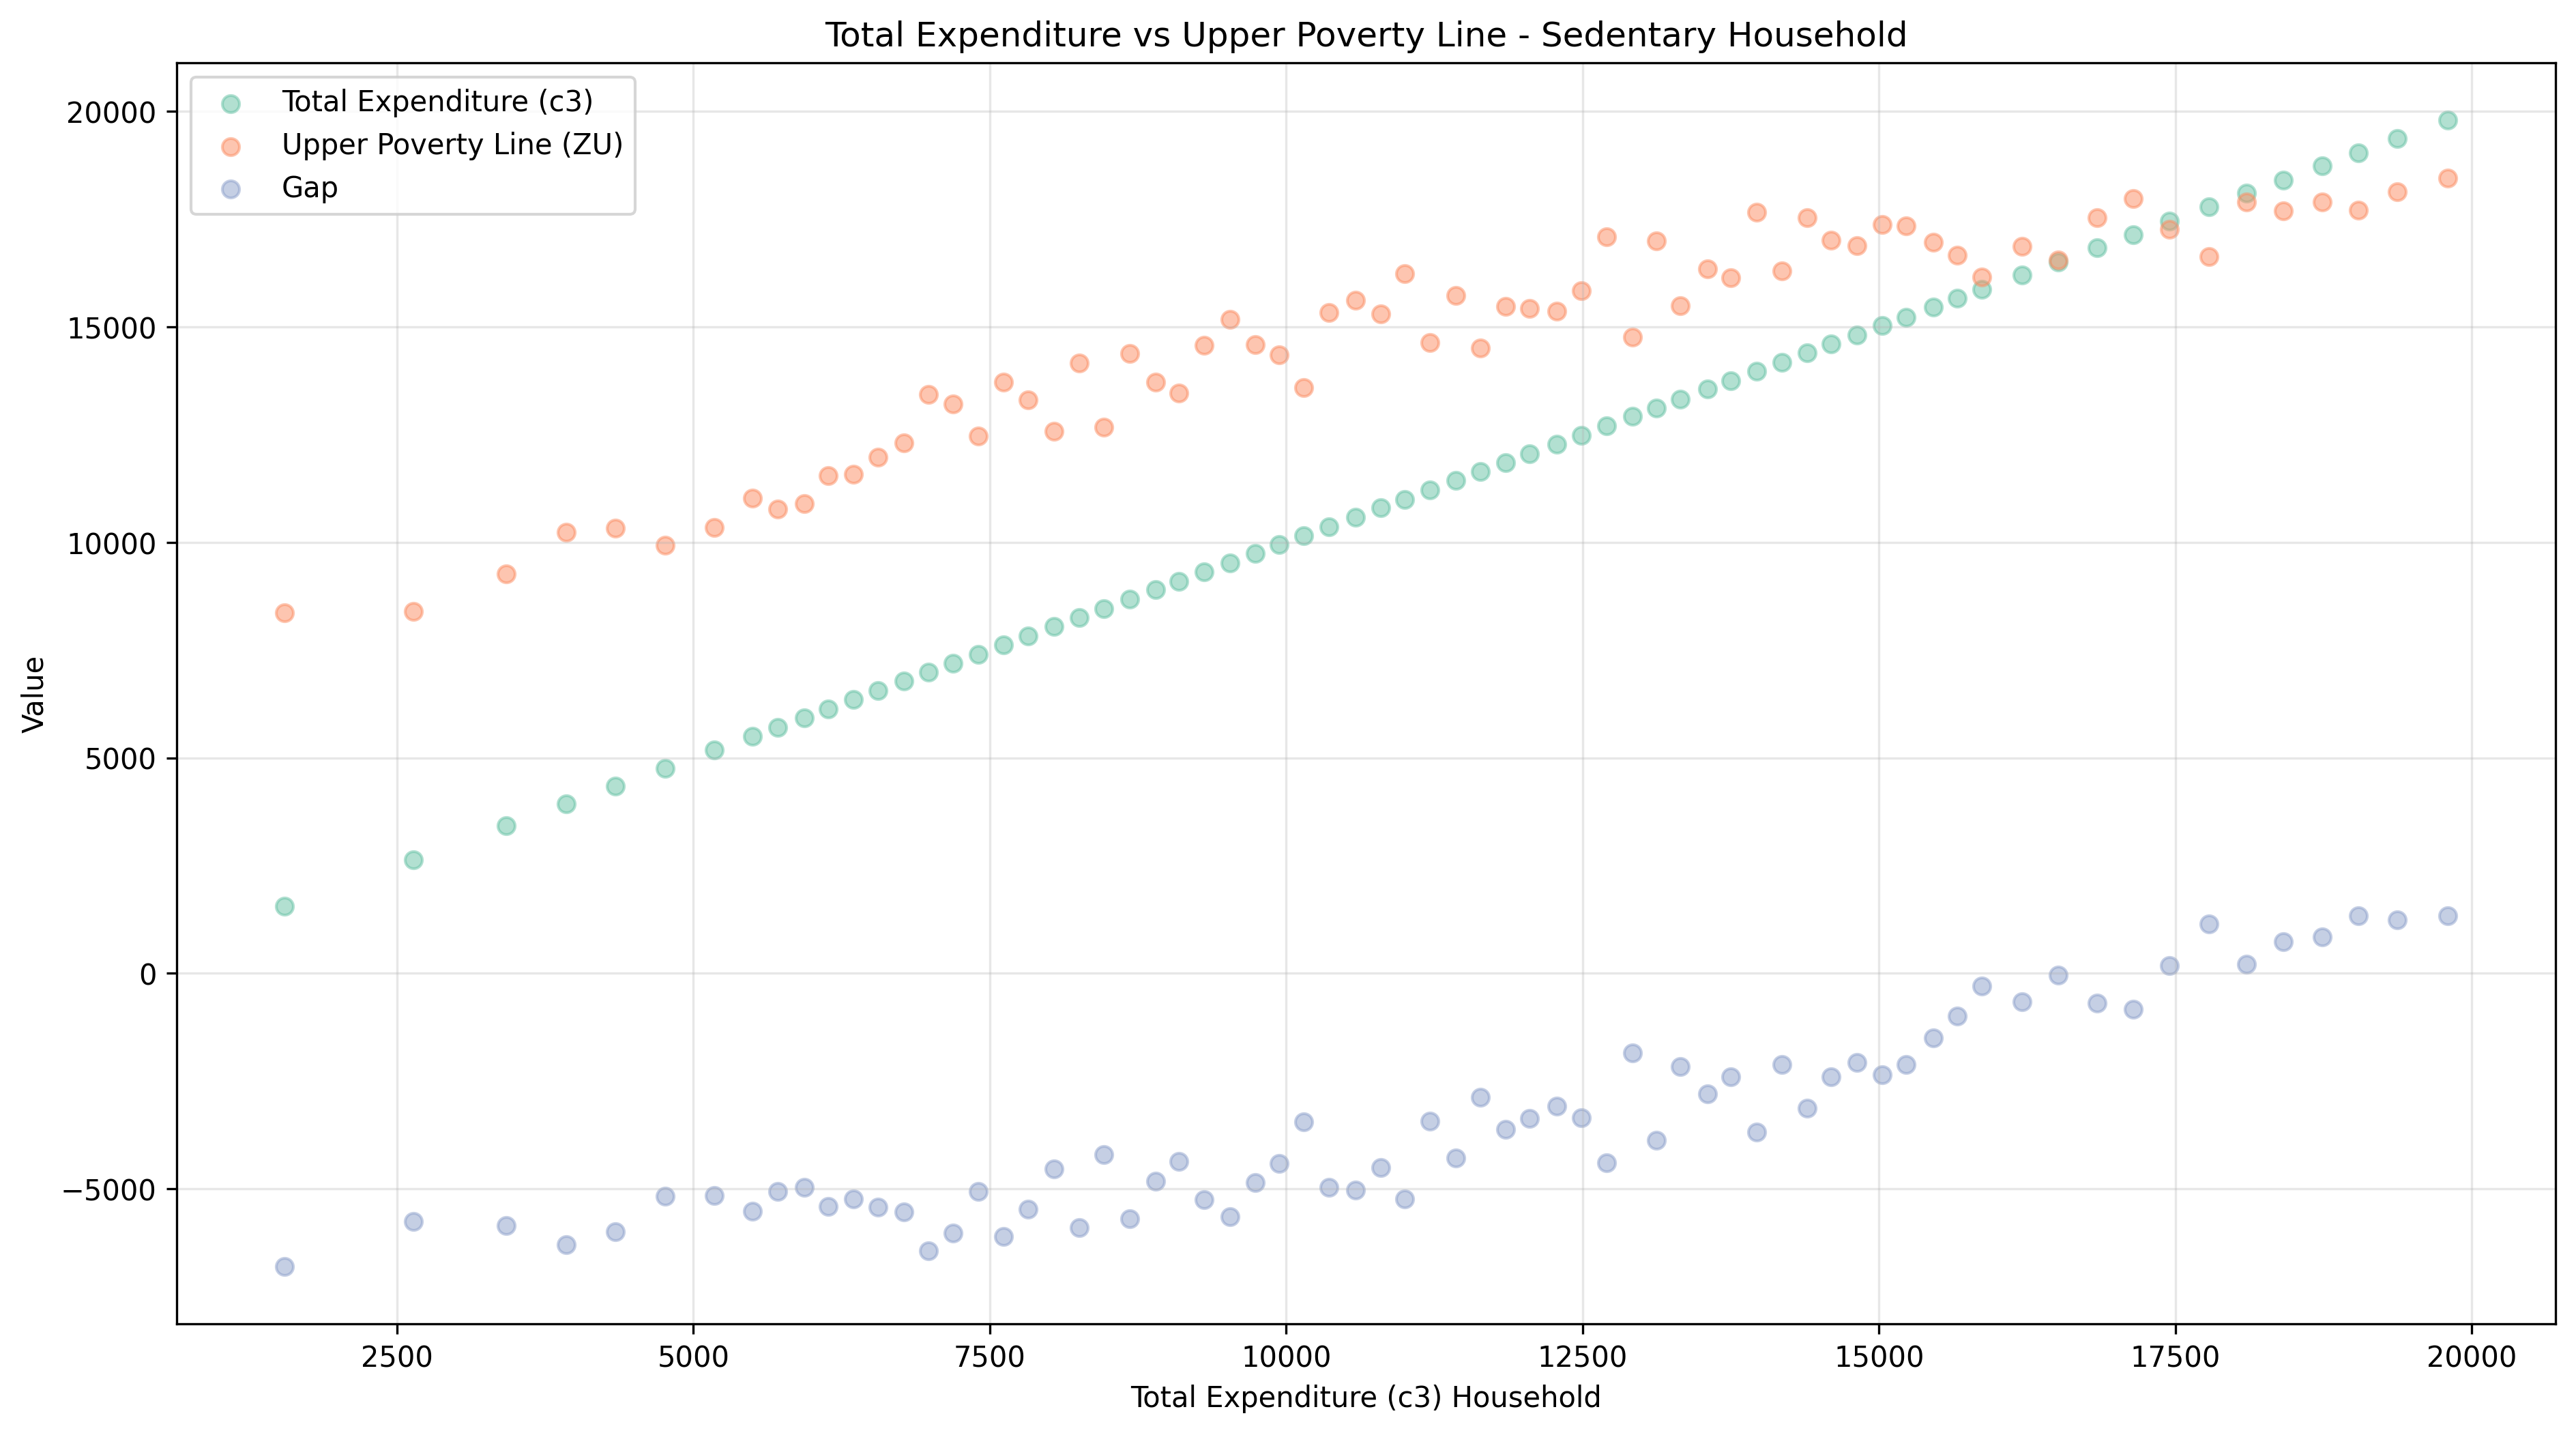 Total Expenditure vs Upper Poverty Line - Sedentary Household
Total Expenditure (c3)
Upper Poverty Line (ZU)
Gap
20000
15000
10000
5000
0
−5000
Value
2500
5000
7500
10000
12500
15000
17500
20000
Total Expenditure (c3) Household